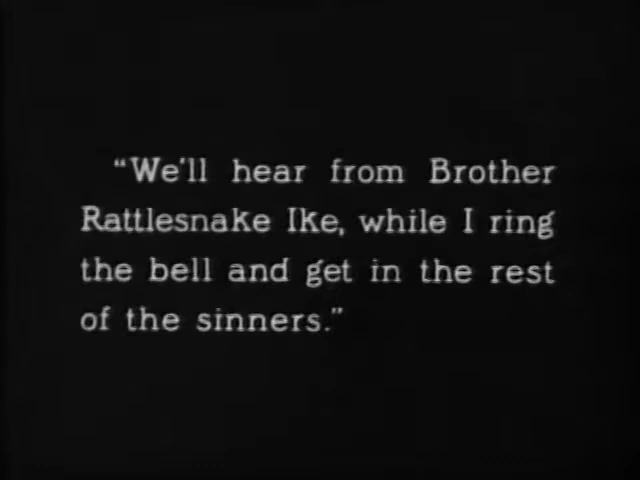 “We'll hear from Brother
Rattlesnake Ike, while I ring
the bell and get in the rest
of the sinners.”